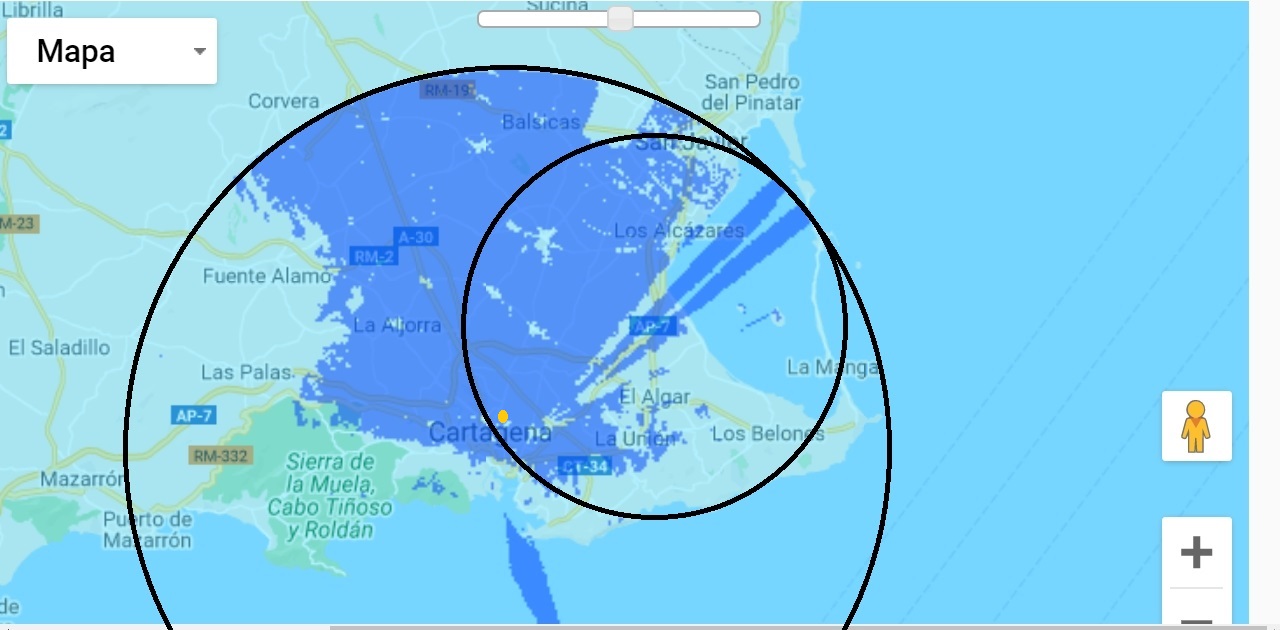 Librilla
Sucina
Mapa
San Pedro
del Pinatar
RM-19
Corvera
Balsicas
San Javier
M-23
A-30
Los Alcázares
RM-2
Fuente Alamo
La Aljorra
AP-7
El Saladillo
La Manga
Las Palas
El Algar
AP-7
Cartagena
La Unión
Los Belones
RM-332
CT-34
Sierra de
la Muela,
Cabo Tiñoso
y Roldán
Mazarrón
Puerto de
Mazarrón
de